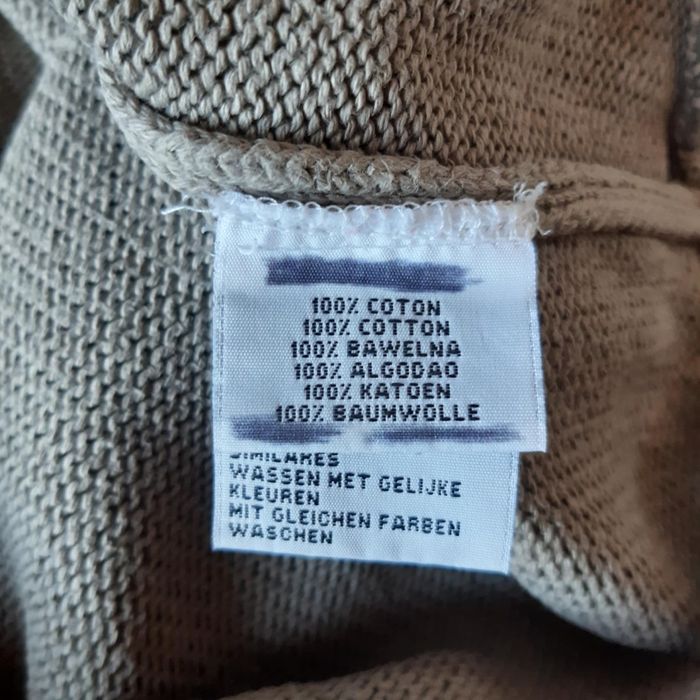 100% COTON
100% COTTON
100% BAWELNA
100% ALGODAO
100% KATOEN
100% BAUMWOLLE
SIMILARES
WASSEN MET GELIJKE
KLEUREN
MIT GLEICHEN FARBEN
WASCHEN